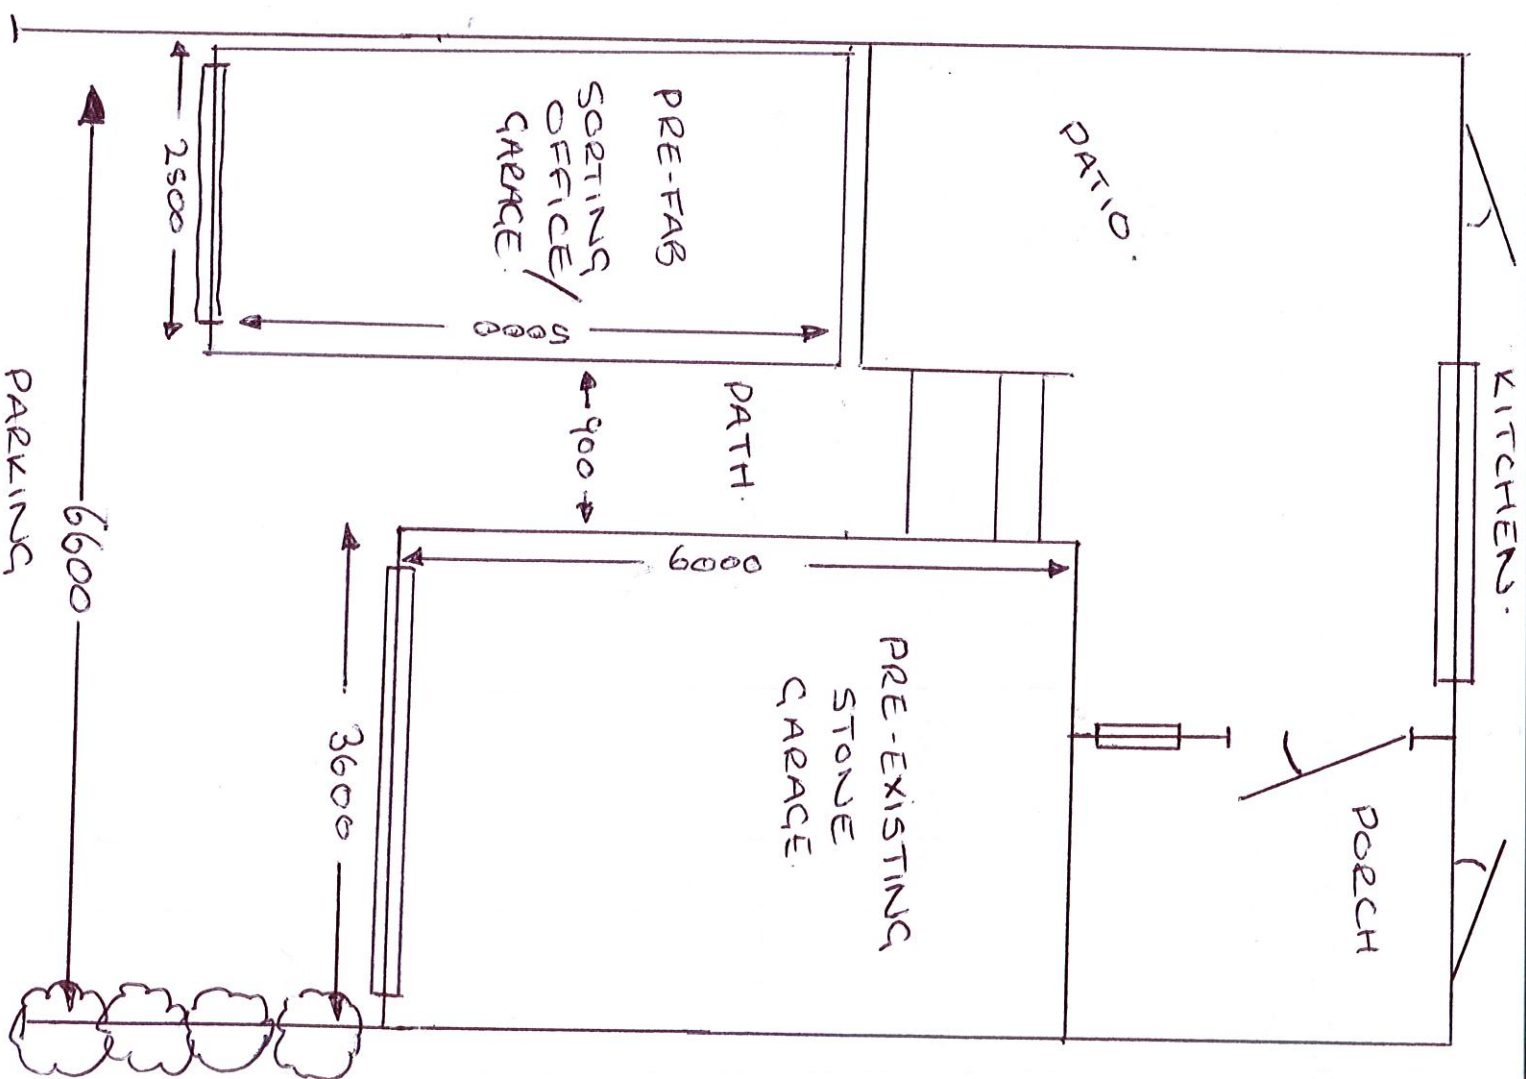 KITCHEN.
PORCH
PATIO.
PRE-EXISTING
STONE
GARAGE.
6000
PATH.
900
PRE-FAB
SORTING
OFFICE /
GARAGE.
5000
3600
2500
6600
PARKING